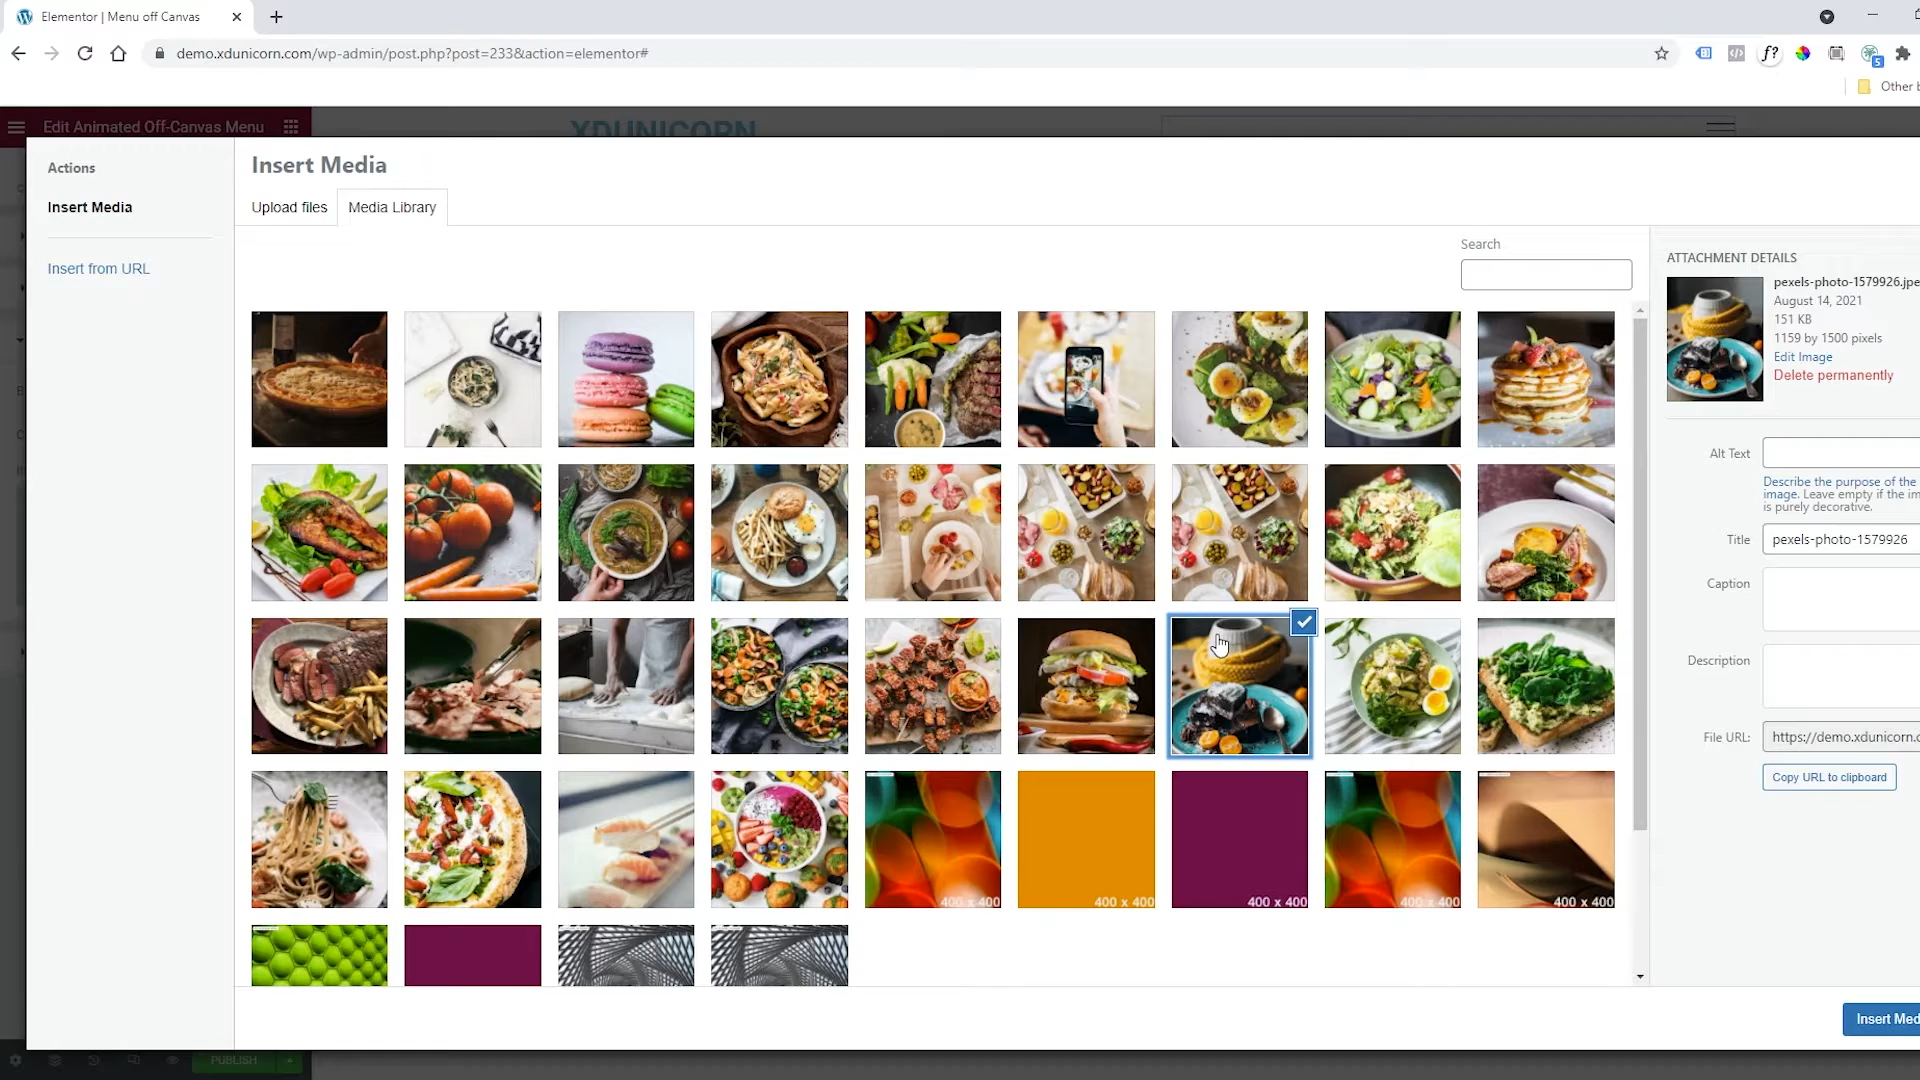 Elementor | Menu off Canvas
demo.xdunicorn.com/wp-admin/post.php?post=233&action=elementor#
f?
5
Other b
Edit Animated Off-Canvas Menu
XDUNICORN
Actions
Insert Media
Insert from URL
Insert Media
Upload files
Media Library
Search
ATTACHMENT DETAILS
pexels-photo-1579926.jpe
August 14, 2021
151 KB
1159 by 1500 pixels
Edit Image
Delete permanently
Alt Text
Describe the purpose of the
image. Leave empty if the im
is purely decorative.
Title
pexels-photo-1579926
Caption
Description
File URL:
https://demo.xdunicorn.c
Copy URL to clipboard
400 x 400
400 x 400
400 x 400
400 x 400
400 x 400
Insert Med
PUBLISH